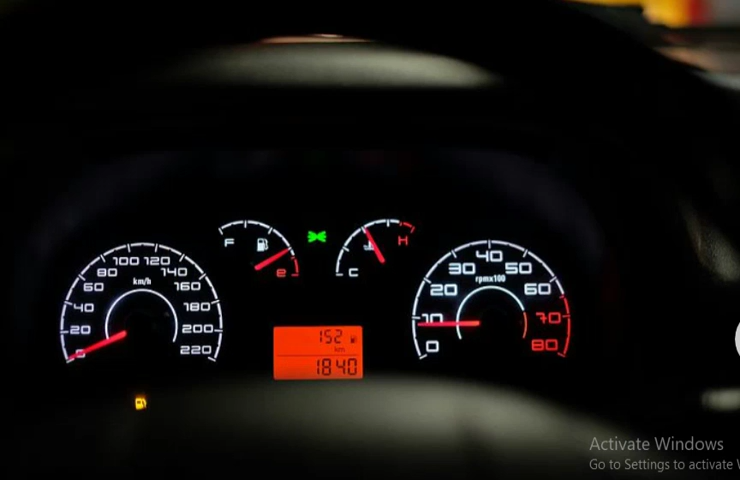 F
e
C
H
0
20
40
60
80
100
120
140
160
180
200
220
km/h
0
10
20
30
40
50
60
70
80
rpmx100
152
km
1840
Activate Windows
Go to Settings to activate W